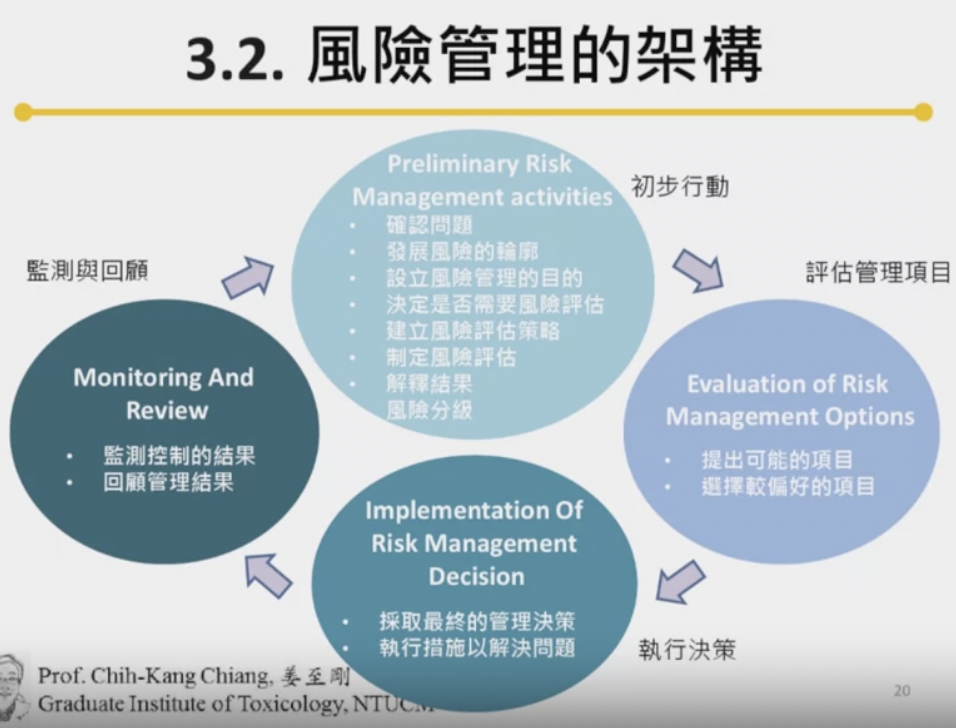 3.2. 風險管理的架構
Preliminary Risk
Management activities
• 確認問題
• 發展風險的輪廓
• 設立風險管理的目的
• 決定是否需要風險評估
• 建立風險評估策略
• 制定風險評估
• 解釋結果
• 風險分級
初步行動
評估管理項目
Evaluation of Risk
Management Options
• 提出可能的項目
• 選擇較偏好的項目
Implementation Of
Risk Management
Decision
• 採取最終的管理決策
• 執行措施以解決問題
執行決策
監測與回顧
Monitoring And
Review
• 監測控制的結果
• 回顧管理結果
Prof. Chih-Kang Chiang, 姜至剛
Graduate Institute of Toxicology, NTUCM
20